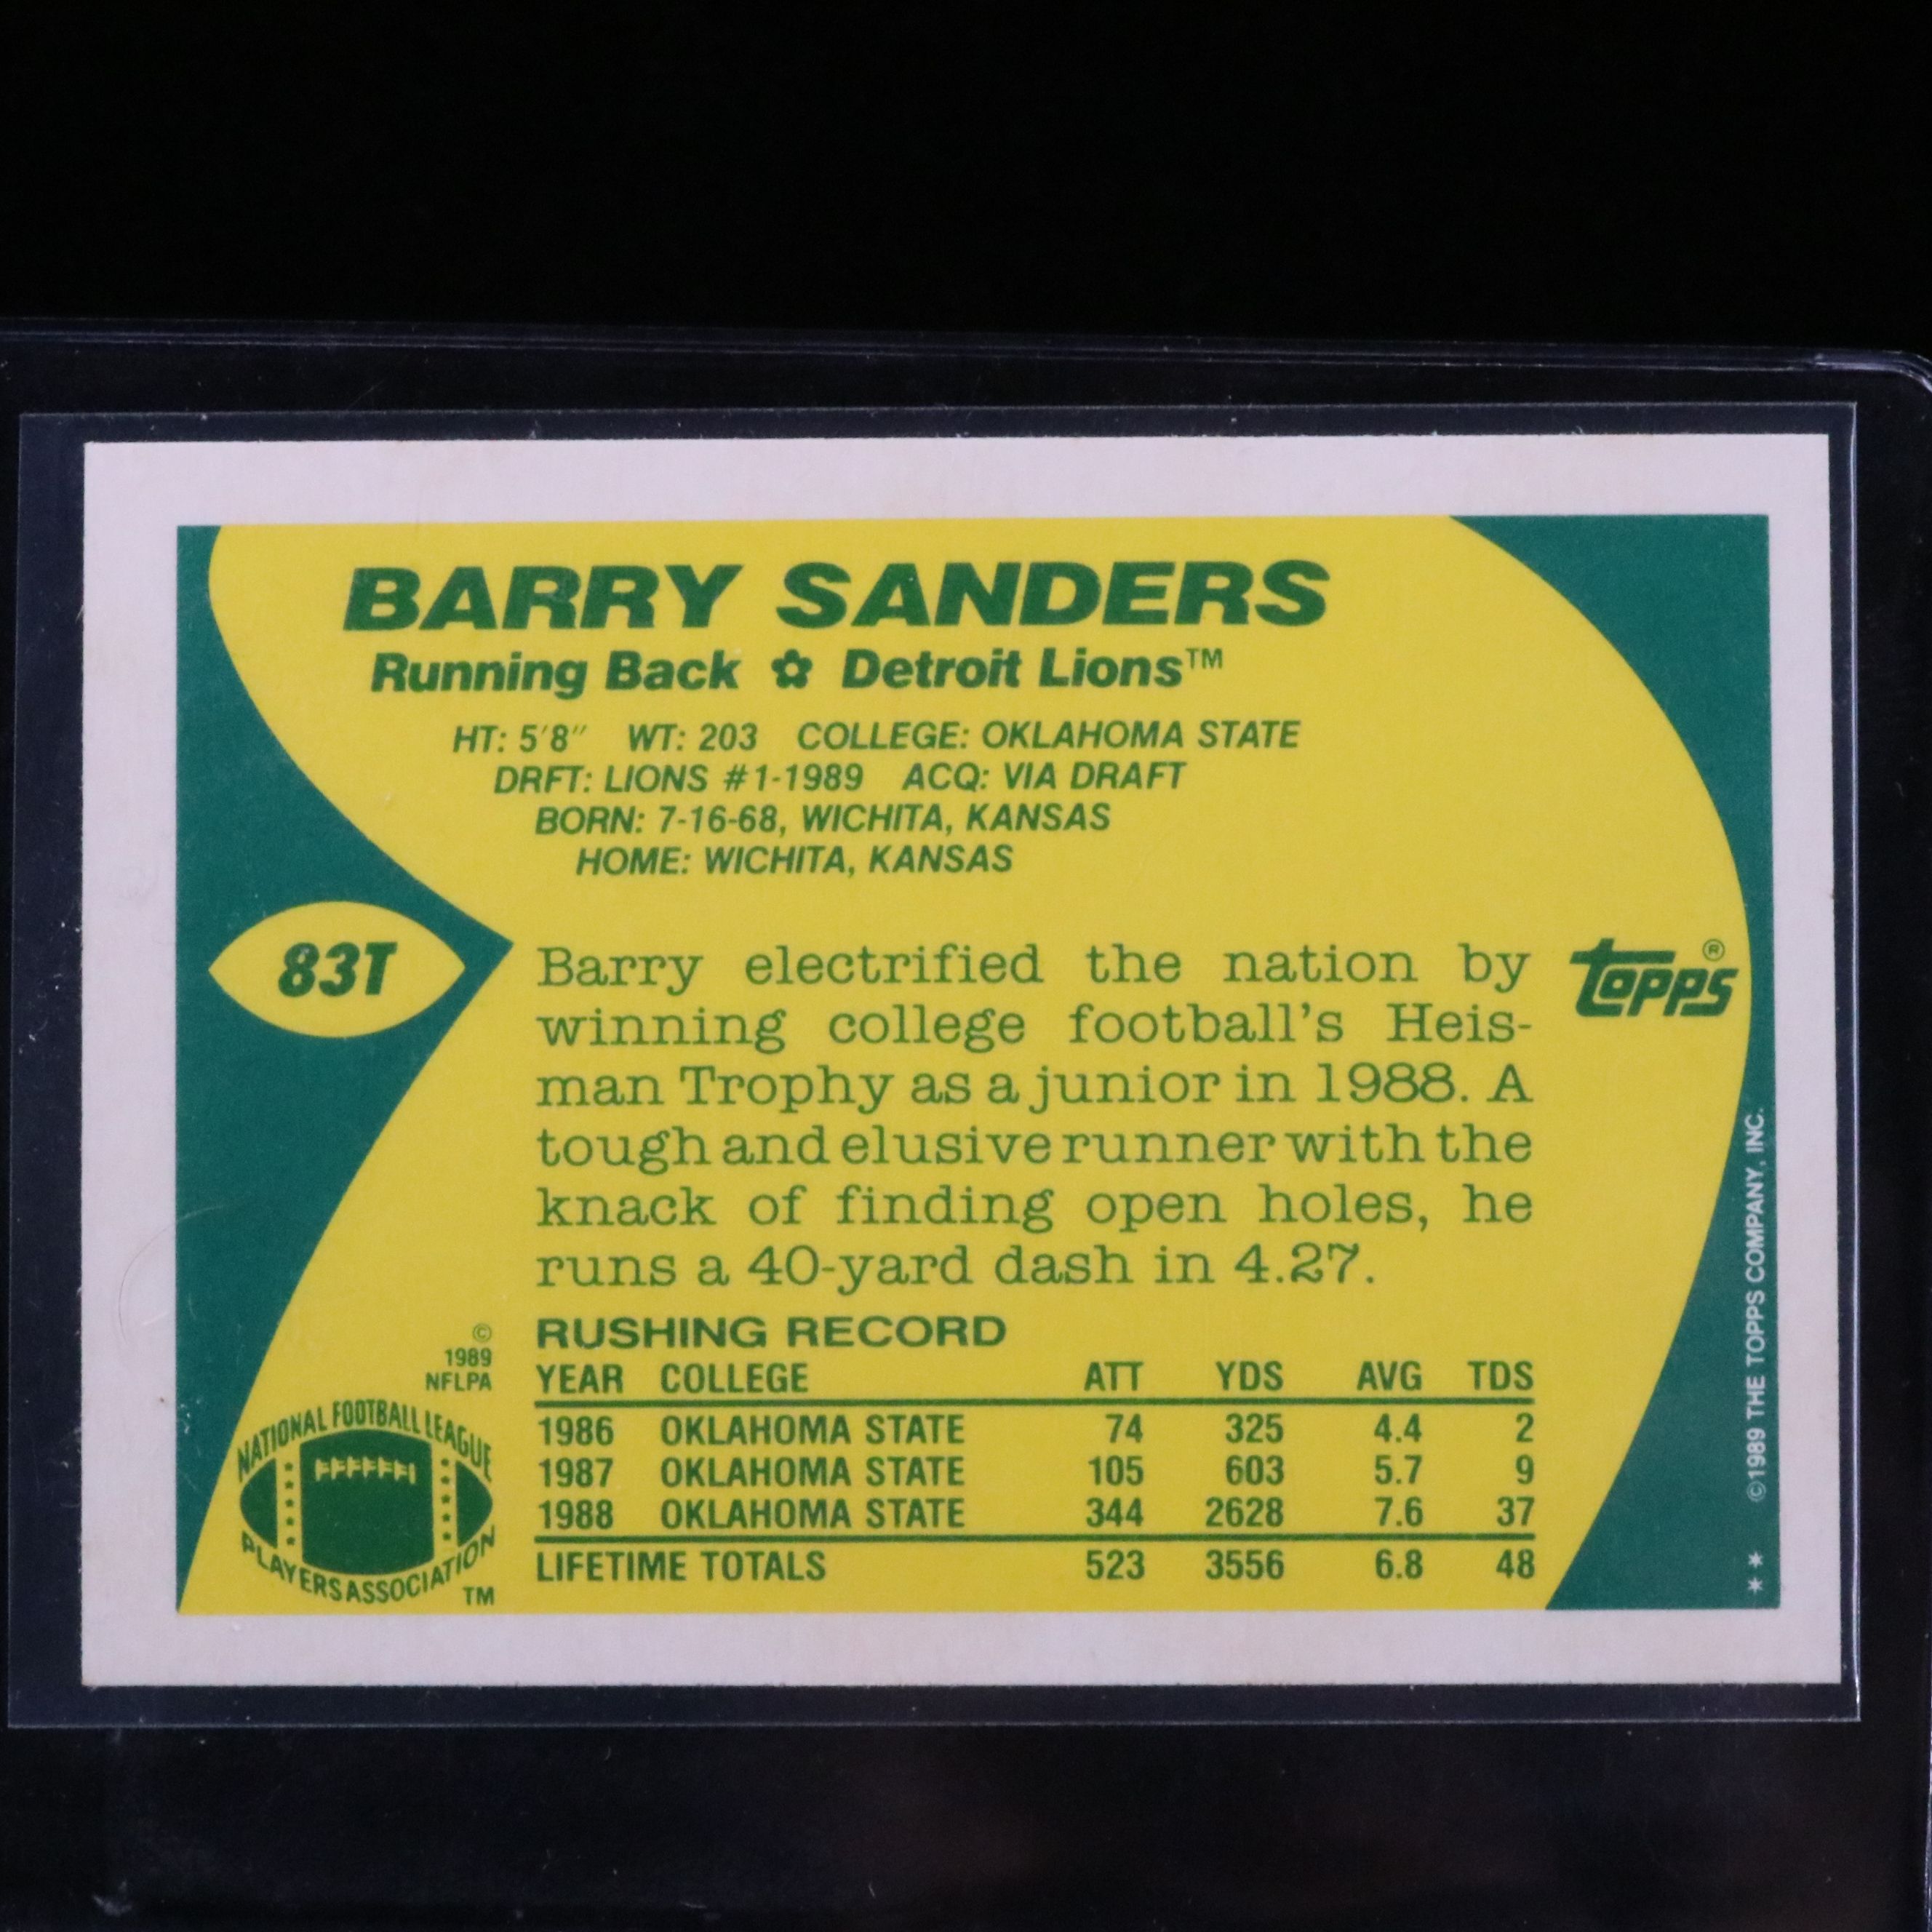 BARRY SANDERS
Running Back ✿ Detroit Lions™
HT: 5'8" WT: 203 COLLEGE: OKLAHOMA STATE
DRFT: LIONS #1-1989 ACQ: VIA DRAFT
BORN: 7-16-68, WICHITA, KANSAS
HOME: WICHITA, KANSAS
83T
Barry electrified the nation by
winning college football's Heis-
man Trophy as a junior in 1988. A
tough and elusive runner with the
knack of finding open holes, he
runs a 40-yard dash in 4.27.
topps®
RUSHING RECORD
YEAR COLLEGE ATT YDS AVG TDS
1986 OKLAHOMA STATE 74 325 4.4 2
1987 OKLAHOMA STATE 105 603 5.7 9
1988 OKLAHOMA STATE 344 2628 7.6 37
LIFETIME TOTALS 523 3556 6.8 48
©
1989
NFLPA
NATIONAL FOOTBALL LEAGUE
PLAYERS ASSOCIATION
TM
** ©1989 THE TOPPS COMPANY, INC.